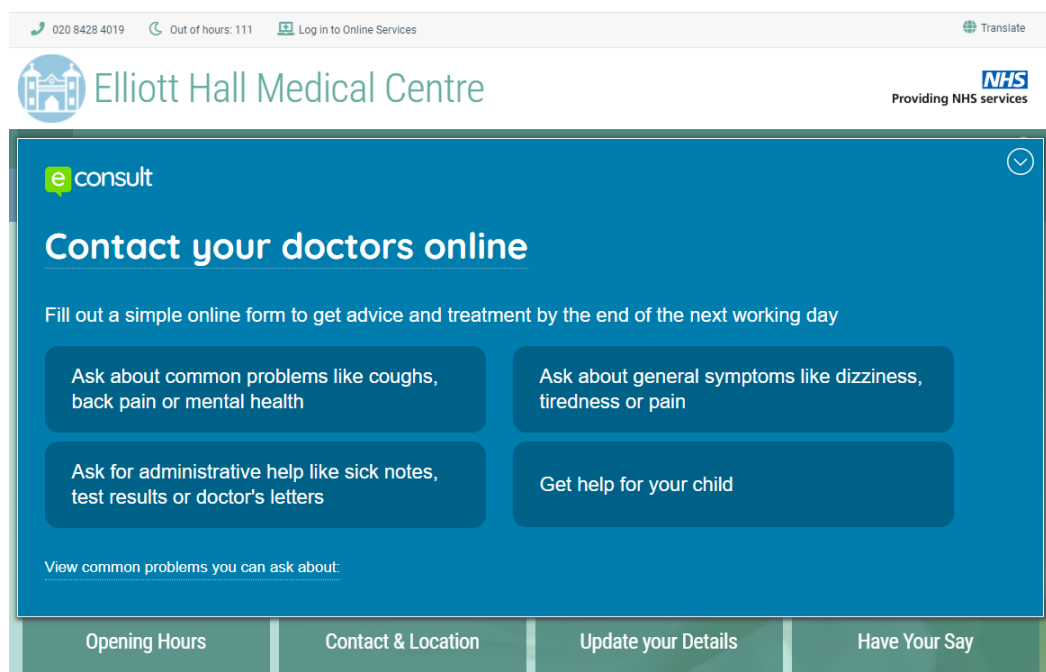 020 8428 4019 Out of hours: 111 Log in to Online Services Translate
Elliott Hall Medical Centre
NHS
Providing NHS services
e consult
Contact your doctors online
Fill out a simple online form to get advice and treatment by the end of the next working day
Ask about common problems like coughs,
back pain or mental health
Ask about general symptoms like dizziness,
tiredness or pain
Ask for administrative help like sick notes,
test results or doctor's letters
Get help for your child
View common problems you can ask about:
Opening Hours Contact & Location Update your Details Have Your Say